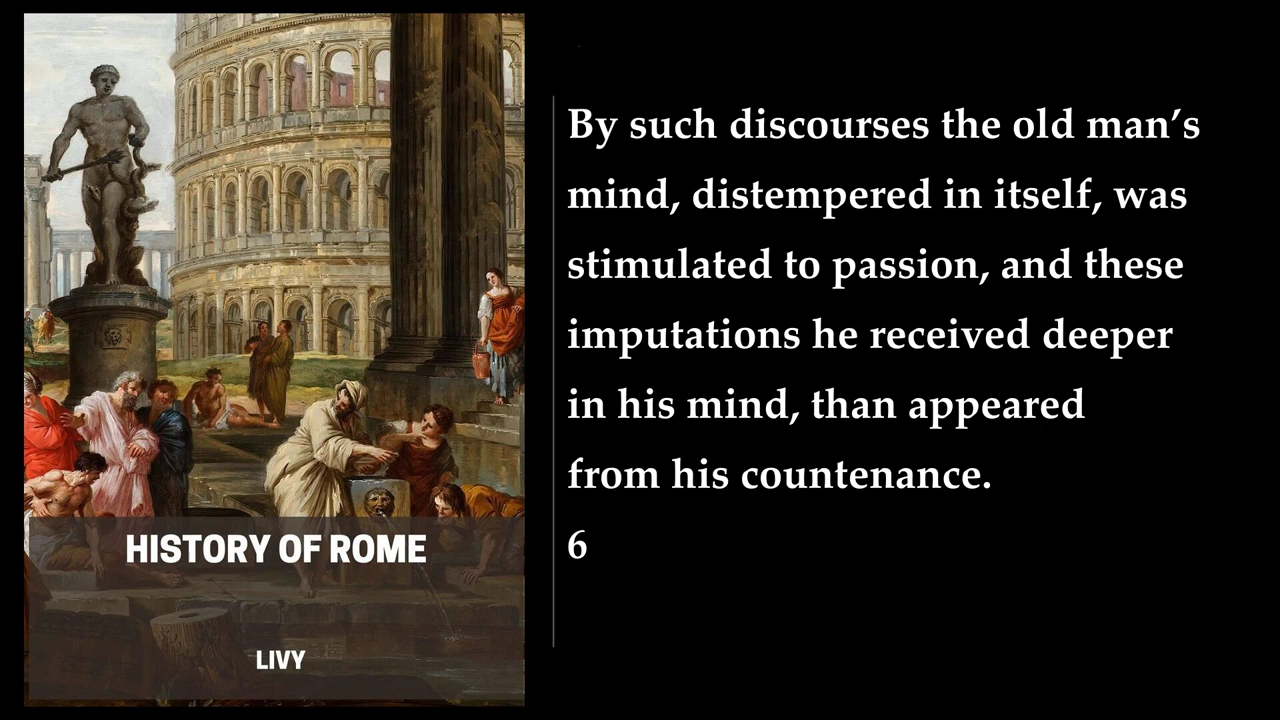 HISTORY OF ROME
LIVY
By such discourses the old man’s
mind, distempered in itself, was
stimulated to passion, and these
imputations he received deeper
in his mind, than appeared
from his countenance.
6